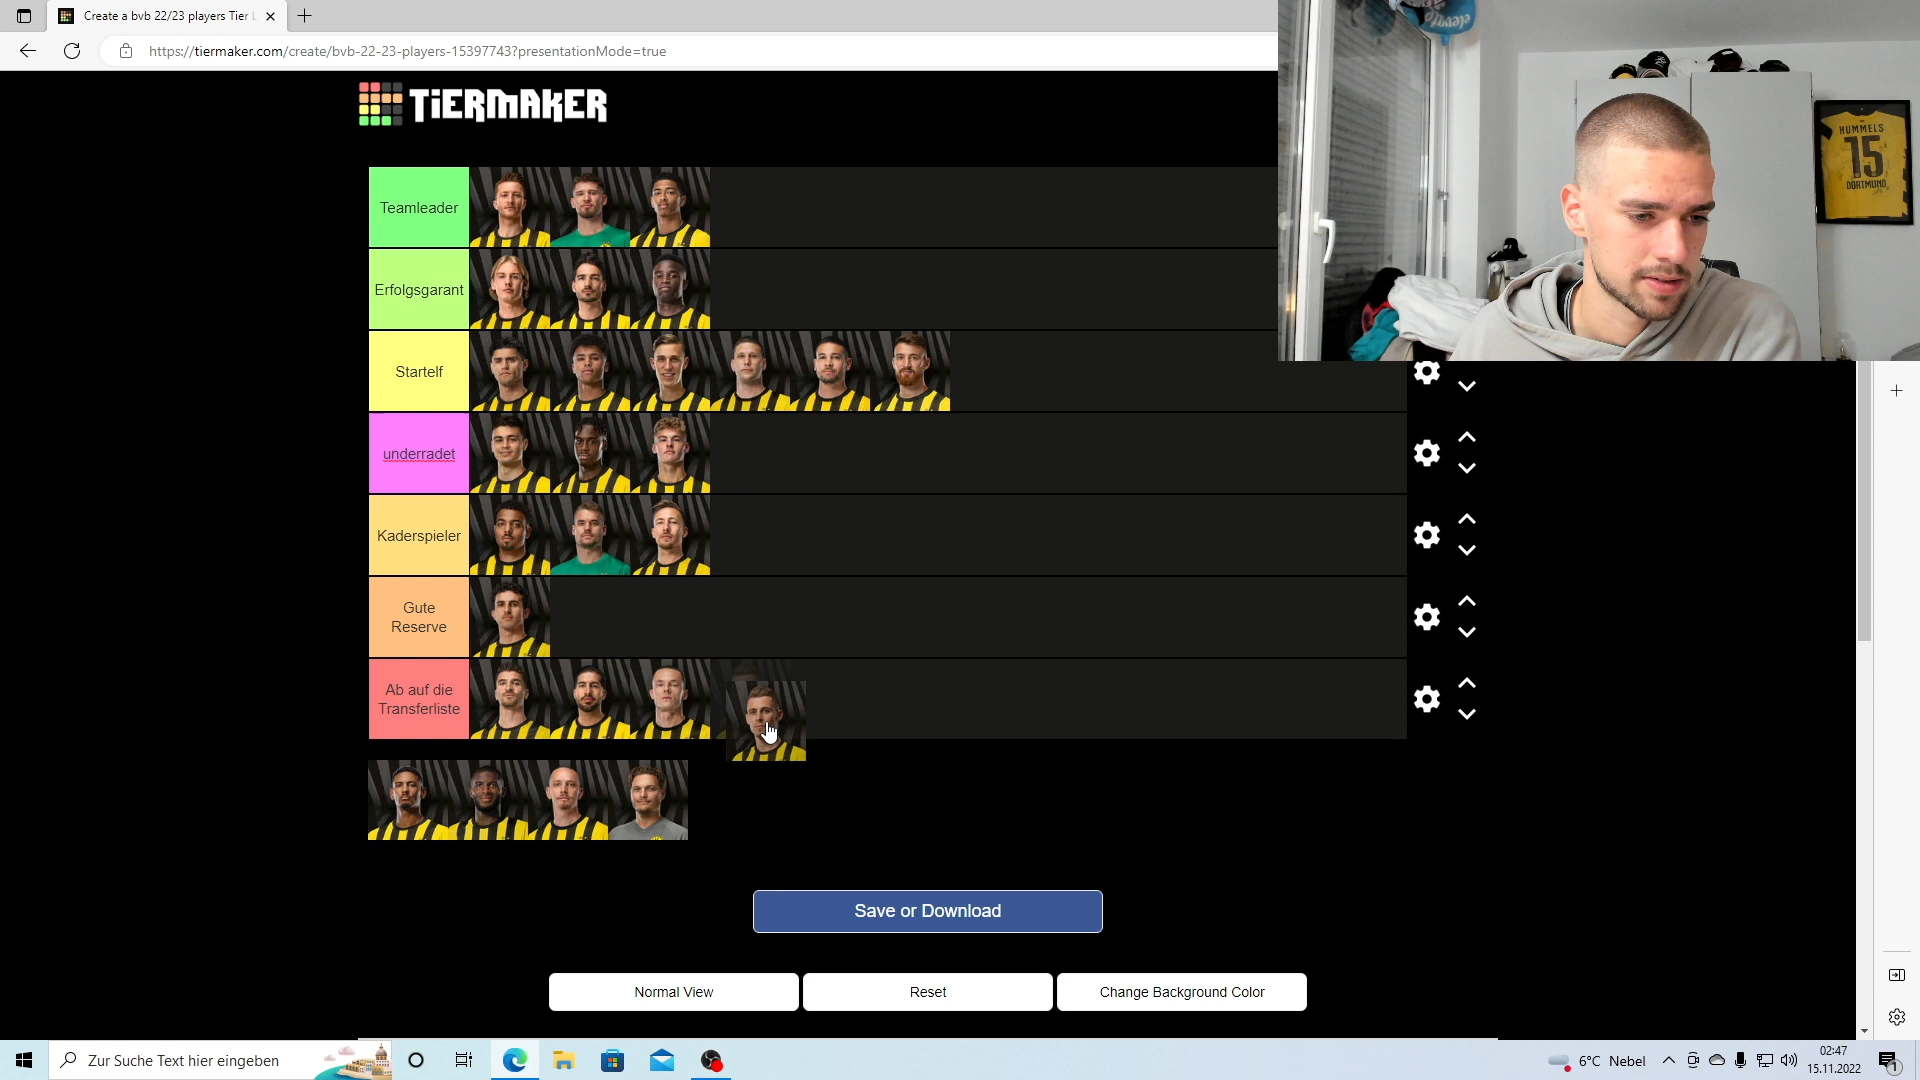 Create a bvb 22/23 players Tier L
https://tiermaker.com/create/bvb-22-23-players-15397743?presentationMode=true
TiERMAKER
HUMMELS
15
DORTMUND
Teamleader
Erfolgsgarant
Startelf
underradet
Kaderspieler
Gute
Reserve
Ab auf die
Transferliste
Save or Download
Normal View
Reset
Change Background Color
Zur Suche Text hier eingeben
6°C Nebel
02:47
15.11.2022
1